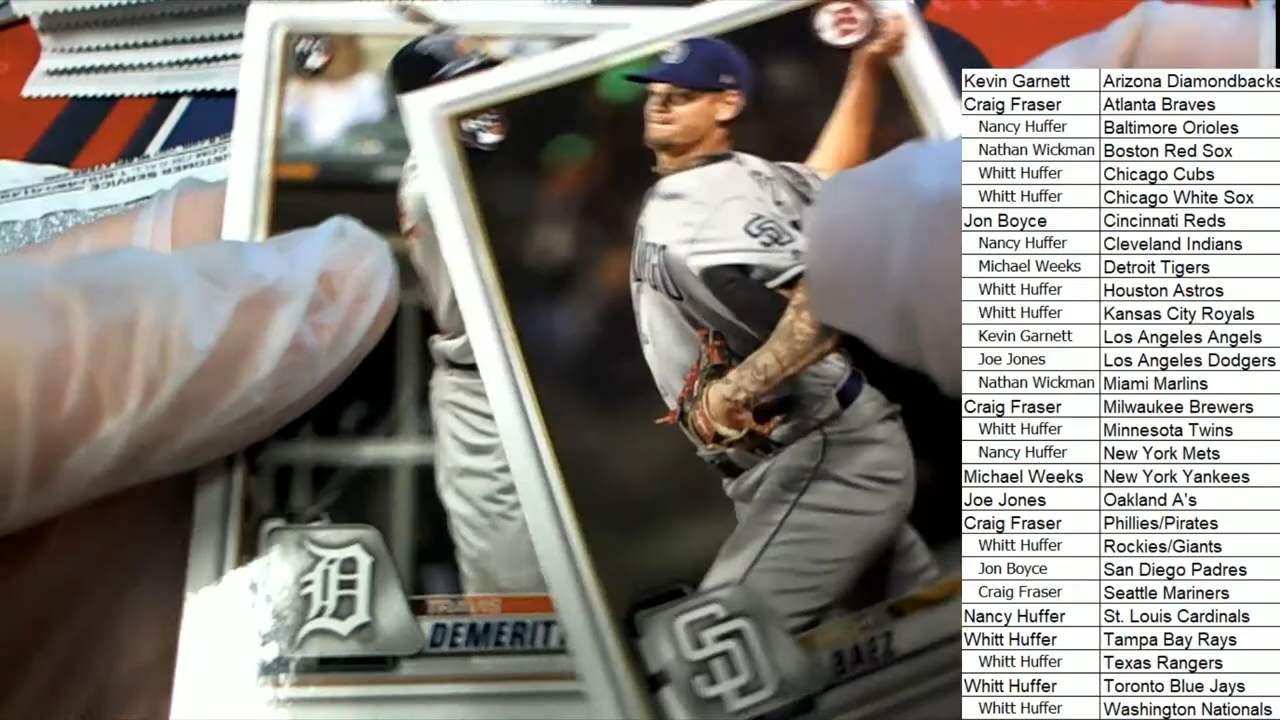 Kevin Garnett Arizona Diamondbacks
Craig Fraser Atlanta Braves
Nancy Huffer Baltimore Orioles
Nathan Wickman Boston Red Sox
Whitt Huffer Chicago Cubs
Whitt Huffer Chicago White Sox
Jon Boyce Cincinnati Reds
Nancy Huffer Cleveland Indians
Michael Weeks Detroit Tigers
Whitt Huffer Houston Astros
Whitt Huffer Kansas City Royals
Kevin Garnett Los Angeles Angels
Joe Jones Los Angeles Dodgers
Nathan Wickman Miami Marlins
Craig Fraser Milwaukee Brewers
Whitt Huffer Minnesota Twins
Nancy Huffer New York Mets
Michael Weeks New York Yankees
Joe Jones Oakland A's
Craig Fraser Phillies/Pirates
Whitt Huffer Rockies/Giants
Jon Boyce San Diego Padres
Craig Fraser Seattle Mariners
Nancy Huffer St. Louis Cardinals
Whitt Huffer Tampa Bay Rays
Whitt Huffer Texas Rangers
Whitt Huffer Toronto Blue Jays
Whitt Huffer Washington Nationals
CUSTOMER SERVICE
D
TRAVIS
DEMERIT
SD
SD
BAEZ